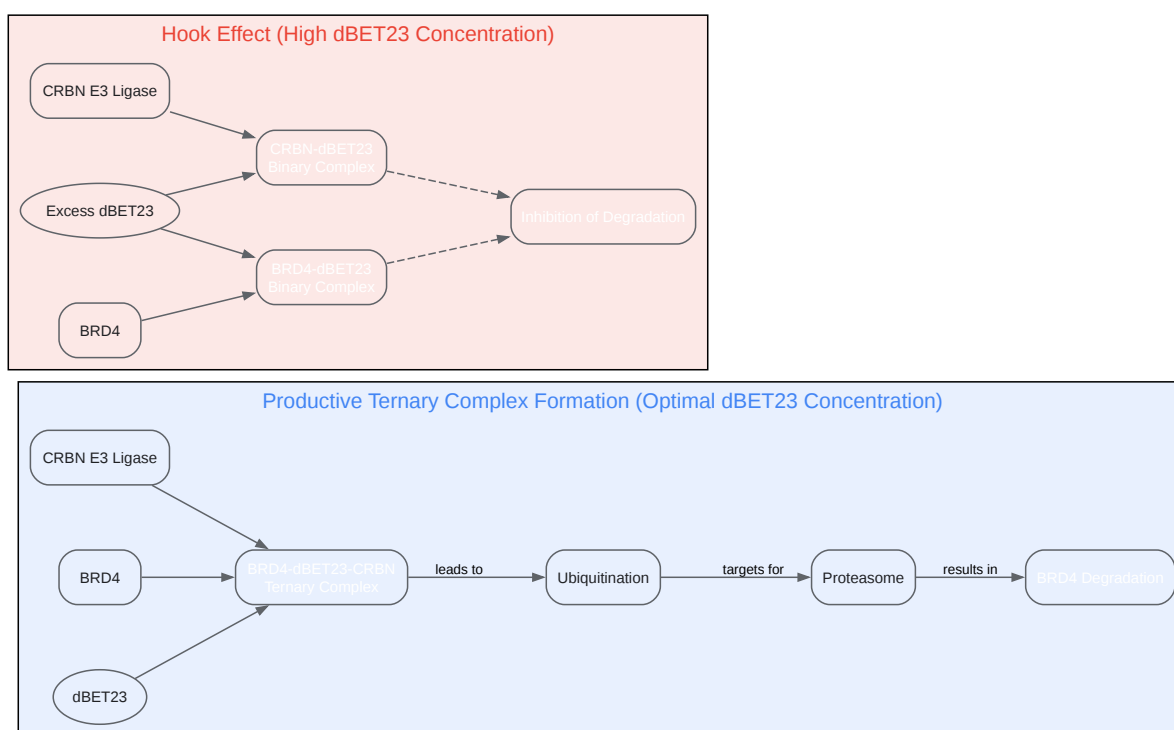 Hook Effect (High dBET23 Concentration)
CRBN E3 Ligase
CRBN-dBET23
Binary Complex
Excess dBET23
Inhibition of Degradation
BRD4-dBET23
Binary Complex
BRD4
Productive Ternary Complex Formation (Optimal dBET23 Concentration)
CRBN E3 Ligase
BRD4
BRD4-dBET23-CRBN
Ternary Complex
leads to
Ubiquitination
targets for
Proteasome
results in
BRD4 Degradation
dBET23